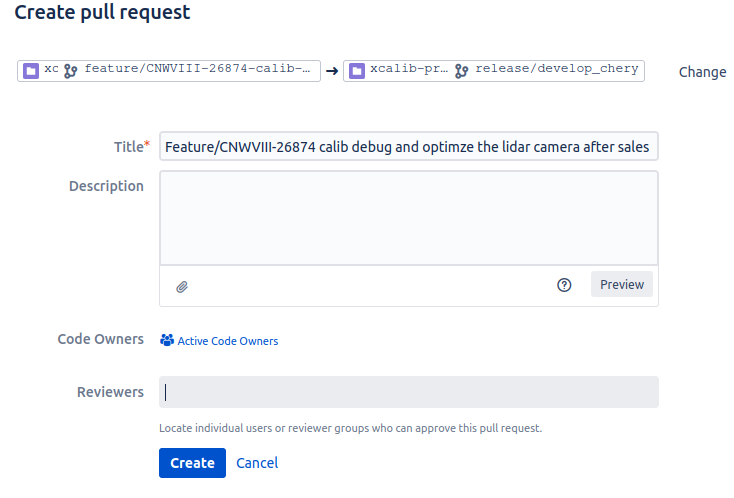 Create pull request
xc feature/CNWVIII-26874-calib-… → xcalib-pr… release/develop_chery Change
Title* Feature/CNWVIII-26874 calib debug and optimze the lidar camera after sales
Description
Preview
Code Owners Active Code Owners
Reviewers
Locate individual users or reviewer groups who can approve this pull request.
Create Cancel